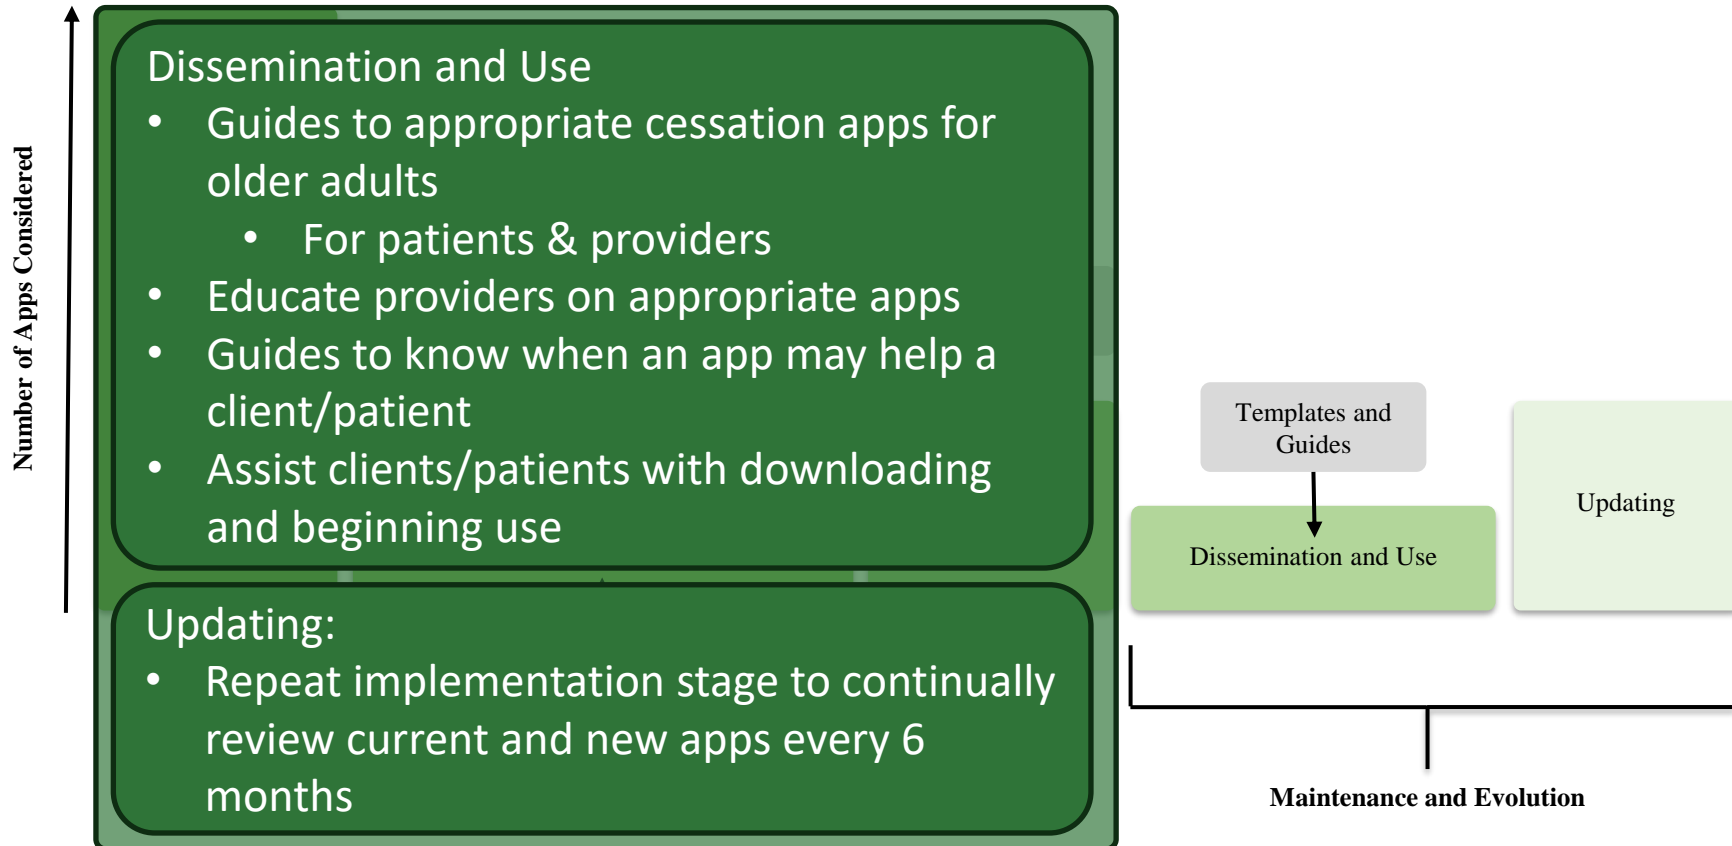 Number of Apps Considered
Dissemination and Use
• Guides to appropriate cessation apps for
older adults
• For patients & providers
• Educate providers on appropriate apps
• Guides to know when an app may help a
client/patient
• Assist clients/patients with downloading
and beginning use
Updating:
• Repeat implementation stage to continually
review current and new apps every 6
months
Templates and
Guides
Dissemination and Use
Updating
Maintenance and Evolution